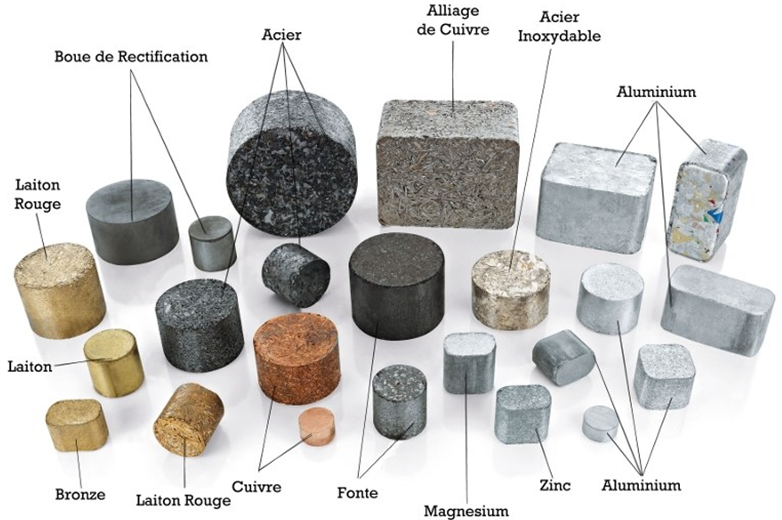 Alliage
de Cuivre
Acier
Inoxydable
Acier
Boue de Rectification
Aluminium
Laiton
Rouge
Laiton
Bronze
Laiton Rouge
Cuivre
Fonte
Magnesium
Zinc
Aluminium